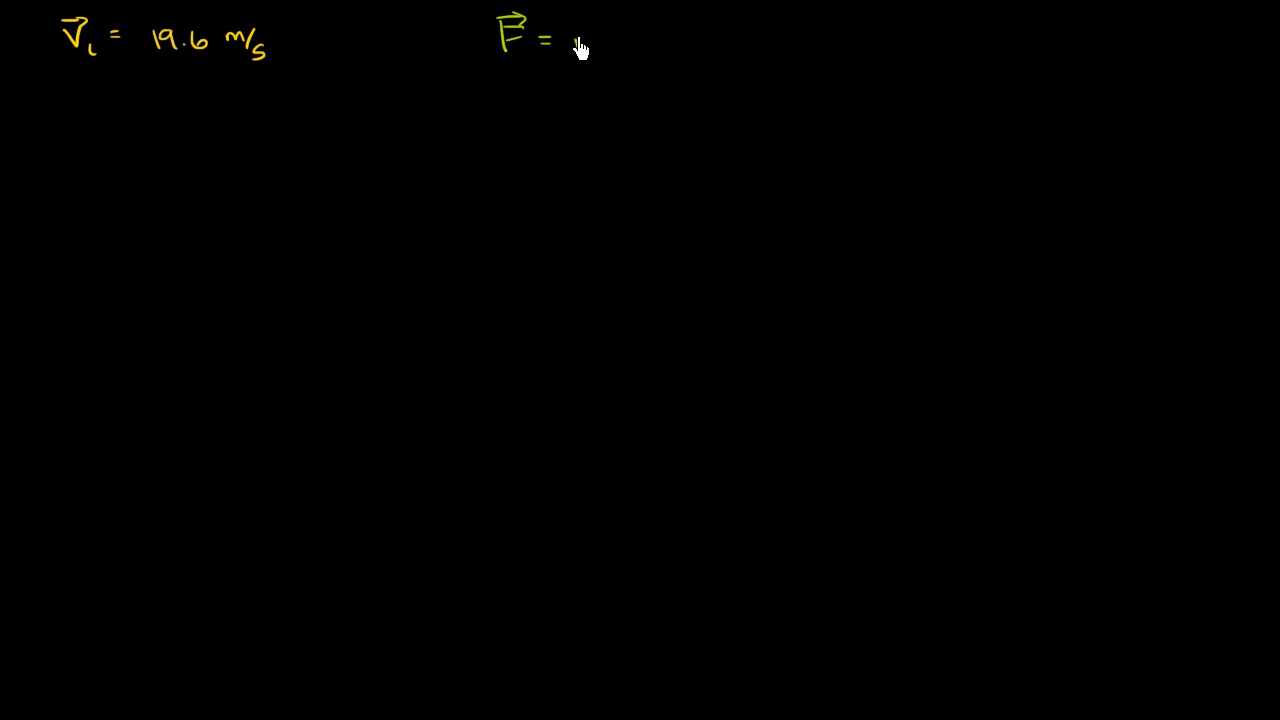 v⃗ᵢ = 19.6 m/s F⃗ =